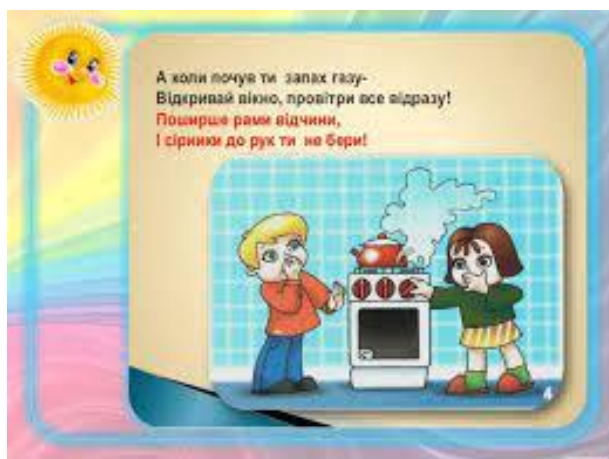 А коли почув ти запах газу-
Відкривай вікно, провітри все відразу!
Поширше рами відчини,
І сірники до рук ти не бери!
4